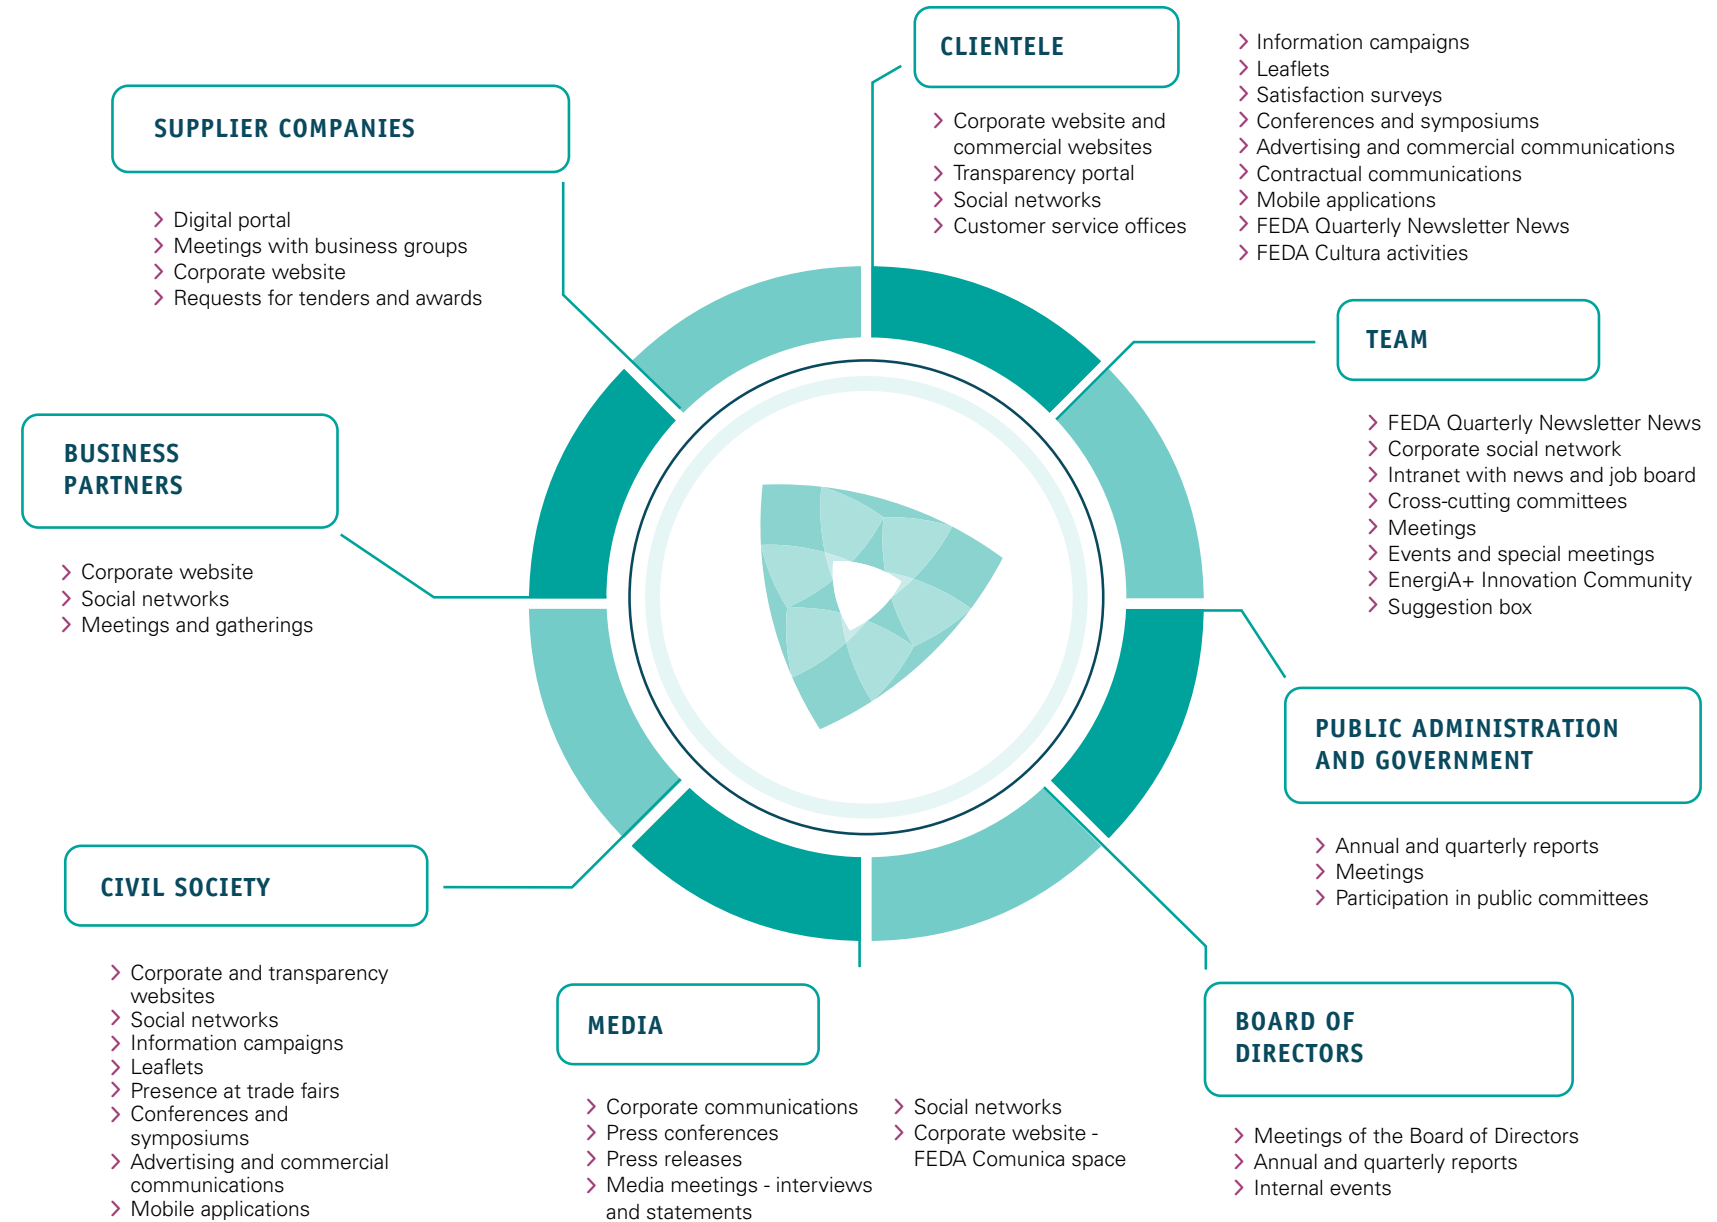 CLIENTELE
Corporate website and
commercial websites
Transparency portal
Social networks
Customer service offices
Information campaigns
Leaflets
Satisfaction surveys
Conferences and symposiums
Advertising and commercial communications
Contractual communications
Mobile applications
FEDA Quarterly Newsletter News
FEDA Cultura activities
TEAM
FEDA Quarterly Newsletter News
Corporate social network
Intranet with news and job board
Cross-cutting committees
Meetings
Events and special meetings
EnergiA+ Innovation Community
Suggestion box
PUBLIC ADMINISTRATION
AND GOVERNMENT
Annual and quarterly reports
Meetings
Participation in public committees
BOARD OF
DIRECTORS
Meetings of the Board of Directors
Annual and quarterly reports
Internal events
MEDIA
Corporate communications
Press conferences
Press releases
Media meetings - interviews
and statements
Social networks
Corporate website -
FEDA Comunica space
CIVIL SOCIETY
Corporate and transparency
websites
Social networks
Information campaigns
Leaflets
Presence at trade fairs
Conferences and
symposiums
Advertising and commercial
communications
Mobile applications
BUSINESS
PARTNERS
Corporate website
Social networks
Meetings and gatherings
SUPPLIER COMPANIES
Digital portal
Meetings with business groups
Corporate website
Requests for tenders and awards